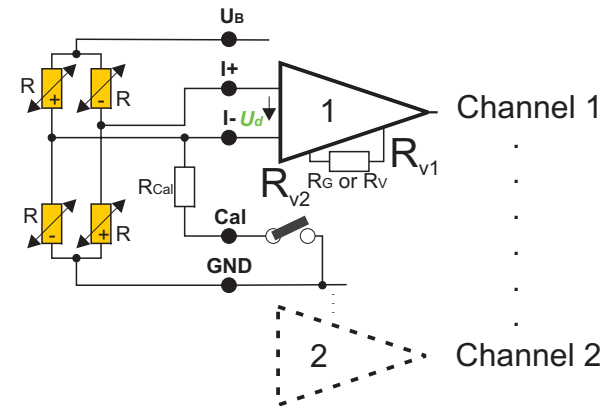 UB
I+
I- Ud
1
Channel 1
R
+
-
R
RCal
Rv2
RG or RV
Rv1
R
-
+
R
Cal
GND
2
Channel 2